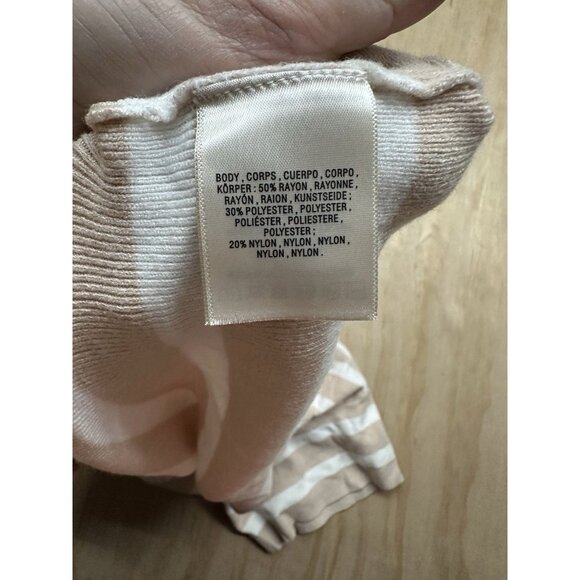 BODY , CORPS , CUERPO , CORPO ,
KÖRPER : 50% RAYON , RAYONNE ,
RAYÓN , RAION , KUNSTSEIDE ;
30% POLYESTER , POLYESTER ,
POLIÉSTER , POLIESTERE ,
POLYESTER ;
20% NYLON , NYLON , NYLON ,
NYLON , NYLON .